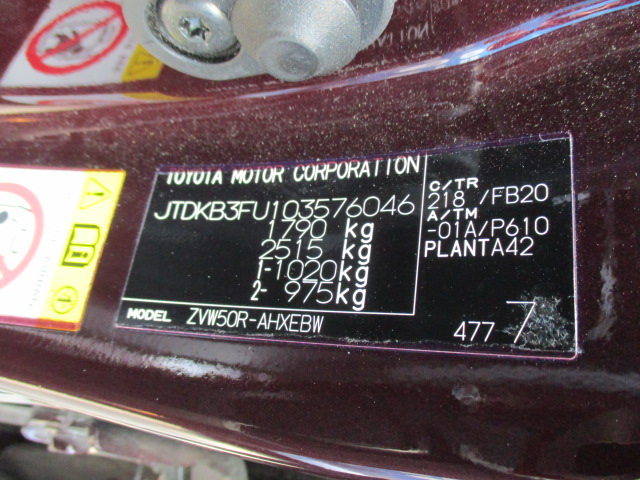 TOYOTA MOTOR CORPORATION
JTDKB3FU103576046
1790 kg
2515 kg
1-1020kg
2- 975kg
MODEL ZVW50R-AHXEBW
C/TR
218 /FB20
A/TM
-01A/P610
PLANTA42
477 7